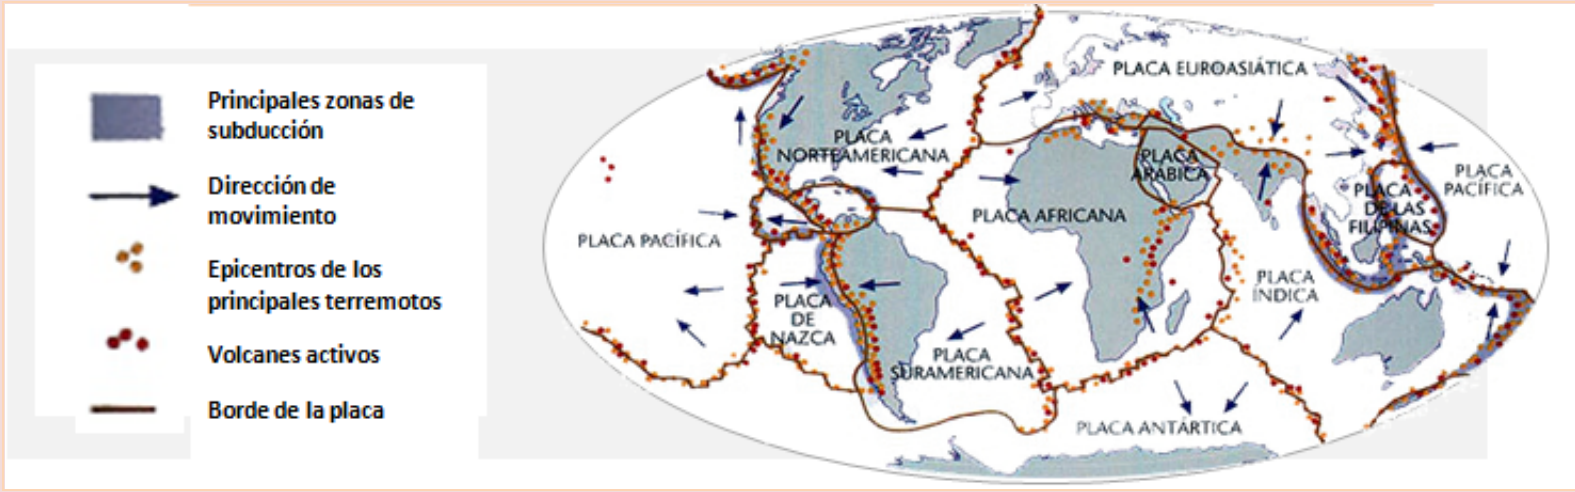 Principales zonas de
subducción
Dirección de
movimiento
Epicentros de los
principales terremotos
Volcanes activos
Borde de la placa
PLACA EUROASIÁTICA
PLACA
NORTEAMERICANA
PLACA
ARÁBICA
PLACA
PACÍFICA
PLACA
DE LAS
FILIPINAS
PLACA AFRICANA
PLACA PACÍFICA
PLACA
ÍNDICA
PLACA
DE
NAZCA
PLACA
SURAMERICANA
PLACA ANTÁRTICA